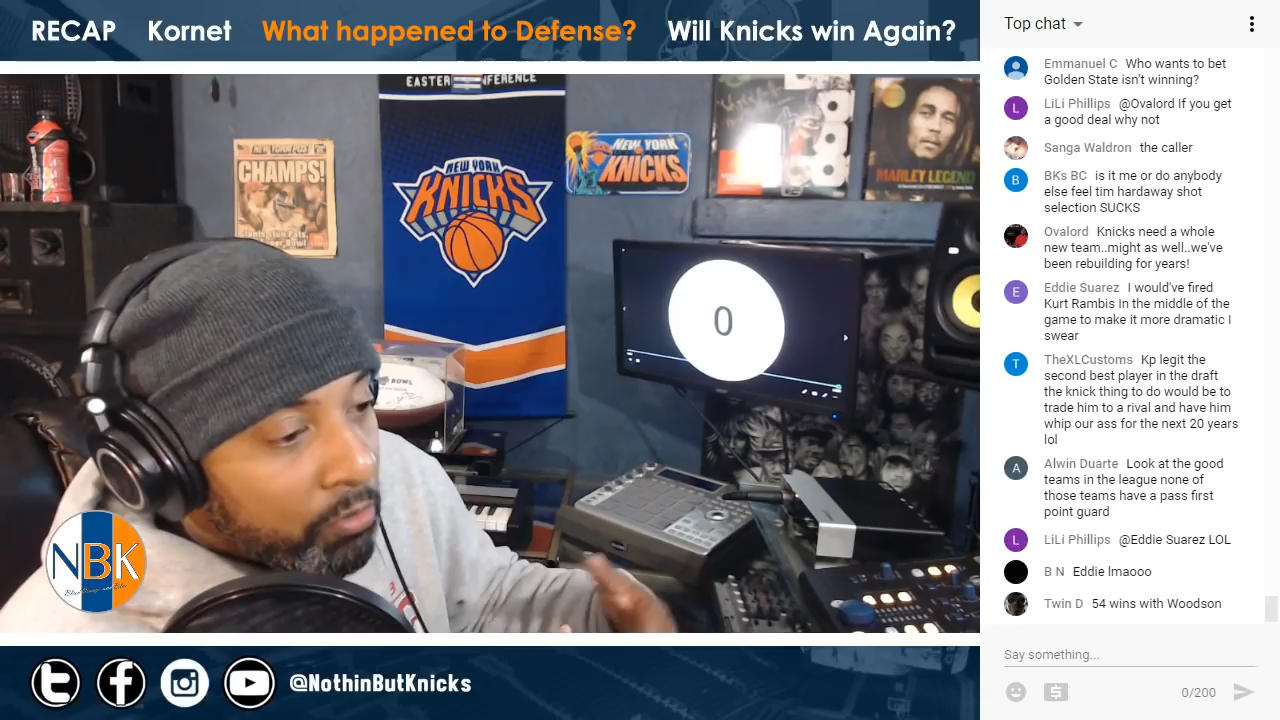 RECAP Kornet What happened to Defense? Will Knicks win Again?
EASTER
FERENCE
NEW YORK
KNICKS
NEW YORK POST
CHAMPS!
NEW YORK
KNICKS
MARLEY LEGEND
BOWL
0
NBK
@NothinButKnicks
Top chat
Emmanuel C Who wants to bet
Golden State isn't winning?
LiLi Phillips @Ovalord If you get
a good deal why not
Sanga Waldron the caller
BKs BC is it me or do anybody
else feel tim hardaway shot
selection SUCKS
Ovalord Knicks need a whole
new team..might as well..we've
been rebuilding for years!
Eddie Suarez I would've fired
Kurt Rambis In the middle of the
game to make it more dramatic I
swear
TheXLCustoms Kp legit the
second best player in the draft
the knick thing to do would be to
trade him to a rival and have him
whip our ass for the next 20 years
lol
Alwin Duarte Look at the good
teams in the league none of
those teams have a pass first
point guard
LiLi Phillips @Eddie Suarez LOL
B N Eddie lmaooo
Twin D 54 wins with Woodson
Say something...
0/200